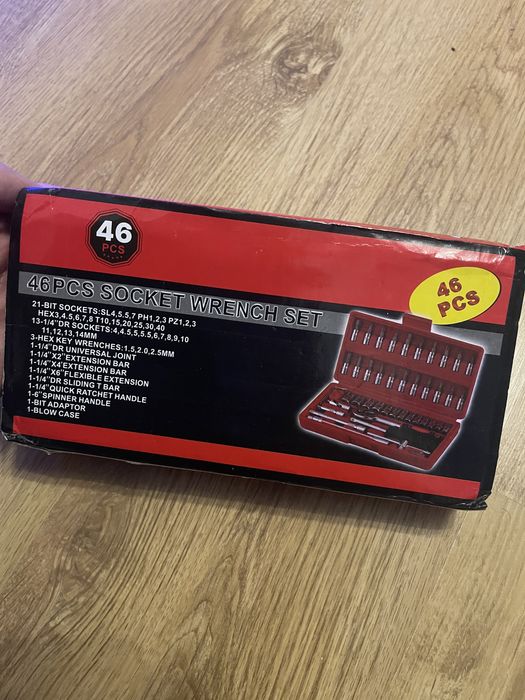 46
PCS
46PCS SOCKET WRENCH SET
46
PCS
21-BIT SOCKETS:SL4,5.5,7 PH1,2,3 PZ1,2,3
HEX3,4,5,6,7,8 T10,15,20,25,30,40
13-1/4"DR SOCKETS:4,4.5,5,5.5,6,7,8,9,10
11,12,13,14MM
3-HEX KEY WRENCHES:1.5,2.0,2.5MM
1-1/4"DR UNIVERSAL JOINT
1-1/4"X2"EXTENSION BAR
1-1/4"X4"EXTENSION BAR
1-1/4"X6"FLEXIBLE EXTENSION
1-1/4"DR SLIDING T BAR
1-1/4"QUICK RATCHET HANDLE
1-6"SPINNER HANDLE
1-BIT ADAPTOR
1-BLOW CASE